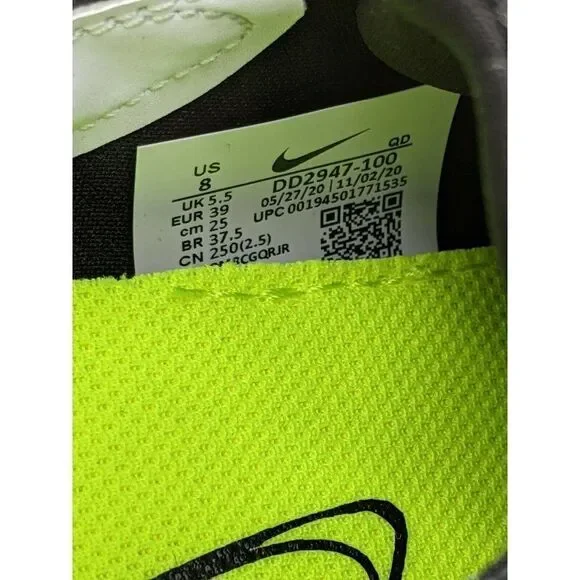 US
8
UK 5.5
EUR 39
cm 25
BR 37.5
CN 250(2.5)
QD
DD2947-100
05/27/20 | 11/02/20
UPC 00194501771535